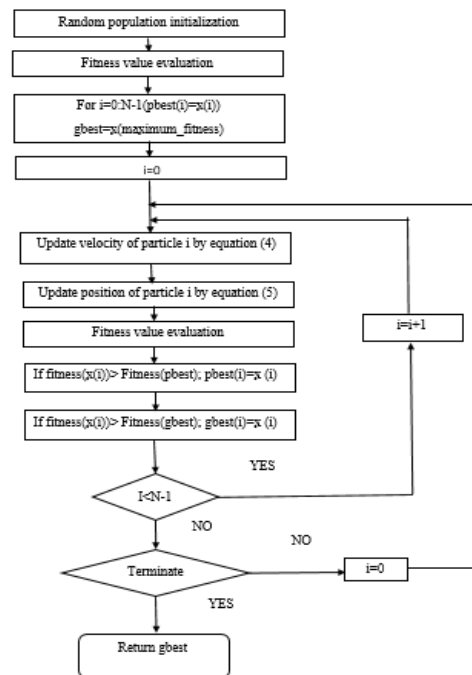 Random population initialization
Fitness value evaluation
For i=0:N-1(pbest(i)=x(i))
gbest=x(maximum_fitness)
i=0
Update velocity of particle i by equation (4)
Update position of particle i by equation (5)
Fitness value evaluation
i=i+1
If fitness(x(i))> Fitness(pbest); pbest(i)=x (i)
If fitness(x(i))> Fitness(gbest); gbest(i)=x (i)
YES
I<N-1
NO
NO
Terminate
i=0
YES
Return gbest